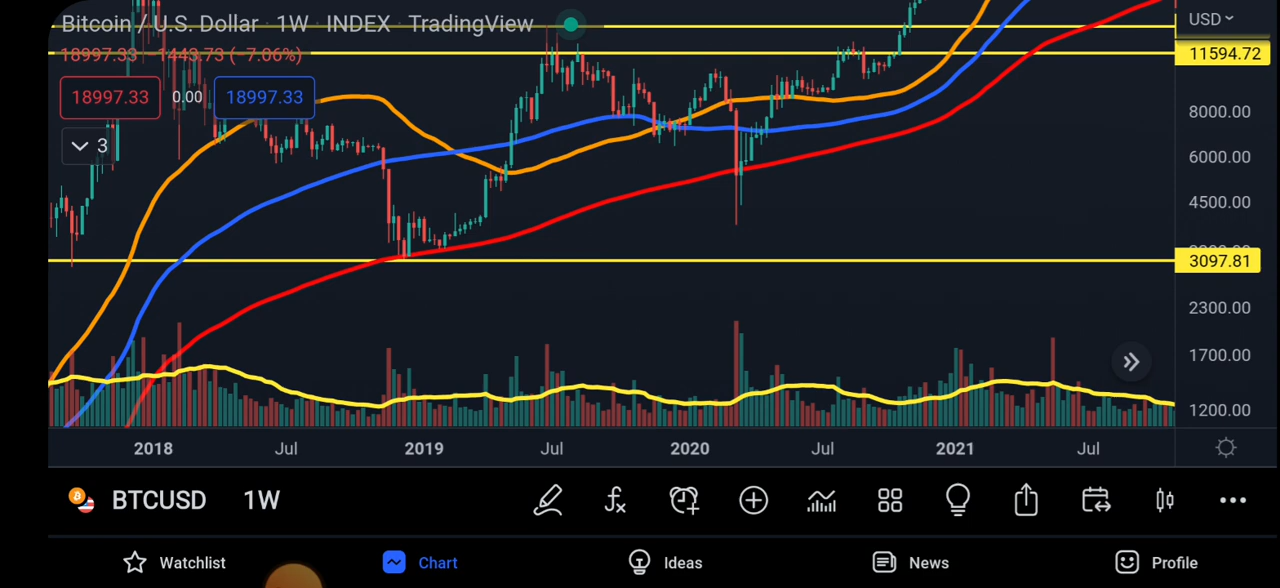 Bitcoin / U.S. Dollar · 1W · INDEX · TradingView
USD
18997.33 −1443.73 (−7.06%)
11594.72
18997.33 0.00 18997.33
8000.00
3
6000.00
4500.00
3097.81
2300.00
1700.00
1200.00
2018 Jul 2019 Jul 2020 Jul 2021 Jul
BTCUSD 1W
Watchlist Chart Ideas News Profile